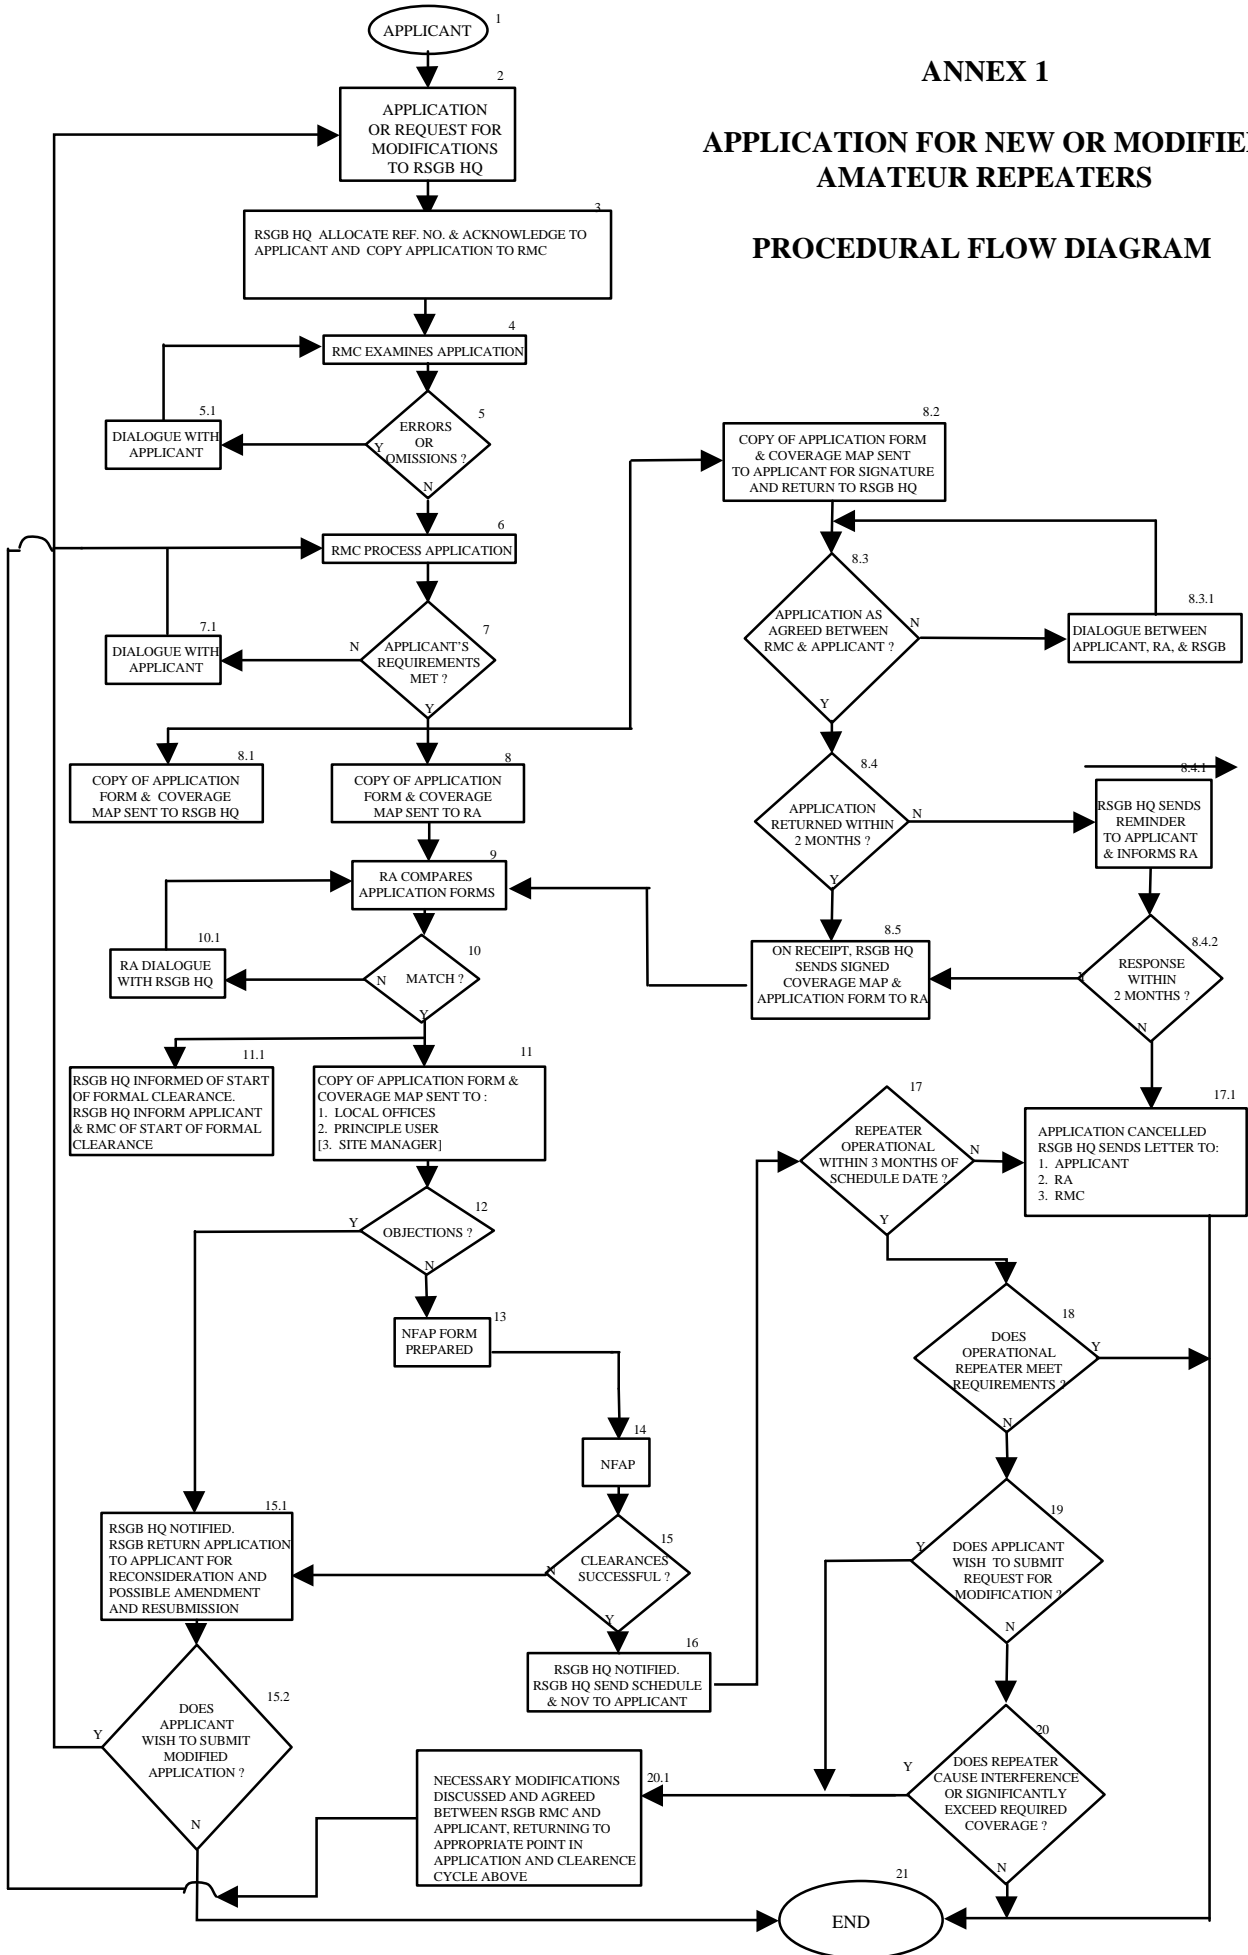 1
APPLICANT
ANNEX 1
APPLICATION FOR NEW OR MODIFIE
AMATEUR REPEATERS
PROCEDURAL FLOW DIAGRAM
2
APPLICATION
OR REQUEST FOR
MODIFICATIONS
TO RSGB HQ
3
RSGB HQ ALLOCATE REF. NO. & ACKNOWLEDGE TO
APPLICANT AND COPY APPLICATION TO RMC
4
RMC EXAMINES APPLICATION
5
ERRORS
OR
OMISSIONS ?
Y
N
5.1
DIALOGUE WITH
APPLICANT
6
RMC PROCESS APPLICATION
7
APPLICANT'S
REQUIREMENTS
MET ?
N
Y
7.1
DIALOGUE WITH
APPLICANT
8.1
COPY OF APPLICATION
FORM & COVERAGE
MAP SENT TO RSGB HQ
8
COPY OF APPLICATION
FORM & COVERAGE
MAP SENT TO RA
8.2
COPY OF APPLICATION FORM
& COVERAGE MAP SENT
TO APPLICANT FOR SIGNATURE
AND RETURN TO RSGB HQ
8.3
APPLICATION AS
AGREED BETWEEN
RMC & APPLICANT ?
N
Y
8.3.1
DIALOGUE BETWEEN
APPLICANT, RA, & RSGB
8.4
APPLICATION
RETURNED WITHIN
2 MONTHS ?
N
Y
8.4.1
RSGB HQ SENDS
REMINDER
TO APPLICANT
& INFORMS RA
8.4.2
RESPONSE
WITHIN
2 MONTHS ?
Y
N
8.5
ON RECEIPT, RSGB HQ
SENDS SIGNED
COVERAGE MAP &
APPLICATION FORM TO RA
9
RA COMPARES
APPLICATION FORMS
10
MATCH ?
N
Y
10.1
RA DIALOGUE
WITH RSGB HQ
11.1
RSGB HQ INFORMED OF START
OF FORMAL CLEARANCE.
RSGB HQ INFORM APPLICANT
& RMC OF START OF FORMAL
CLEARANCE
11
COPY OF APPLICATION FORM &
COVERAGE MAP SENT TO :
1. LOCAL OFFICES
2. PRINCIPLE USER
[3. SITE MANAGER]
12
OBJECTIONS ?
Y
N
13
NFAP FORM
PREPARED
14
NFAP
15
CLEARANCES
SUCCESSFUL ?
N
Y
15.1
RSGB HQ NOTIFIED.
RSGB RETURN APPLICATION
TO APPLICANT FOR
RECONSIDERATION AND
POSSIBLE AMENDMENT
AND RESUBMISSION
15.2
DOES
APPLICANT
WISH TO SUBMIT
MODIFIED
APPLICATION ?
Y
N
16
RSGB HQ NOTIFIED.
RSGB HQ SEND SCHEDULE
& NOV TO APPLICANT
17
REPEATER
OPERATIONAL
WITHIN 3 MONTHS OF
SCHEDULE DATE ?
N
Y
17.1
APPLICATION CANCELLED
RSGB HQ SENDS LETTER TO:
1. APPLICANT
2. RA
3. RMC
18
DOES
OPERATIONAL
REPEATER MEET
REQUIREMENTS ?
Y
N
19
DOES APPLICANT
WISH TO SUBMIT
REQUEST FOR
MODIFICATION ?
Y
N
20
DOES REPEATER
CAUSE INTERFERENCE
OR SIGNIFICANTLY
EXCEED REQUIRED
COVERAGE ?
Y
N
20.1
NECESSARY MODIFICATIONS
DISCUSSED AND AGREED
BETWEEN RSGB RMC AND
APPLICANT, RETURNING TO
APPROPRIATE POINT IN
APPLICATION AND CLEARENCE
CYCLE ABOVE
21
END